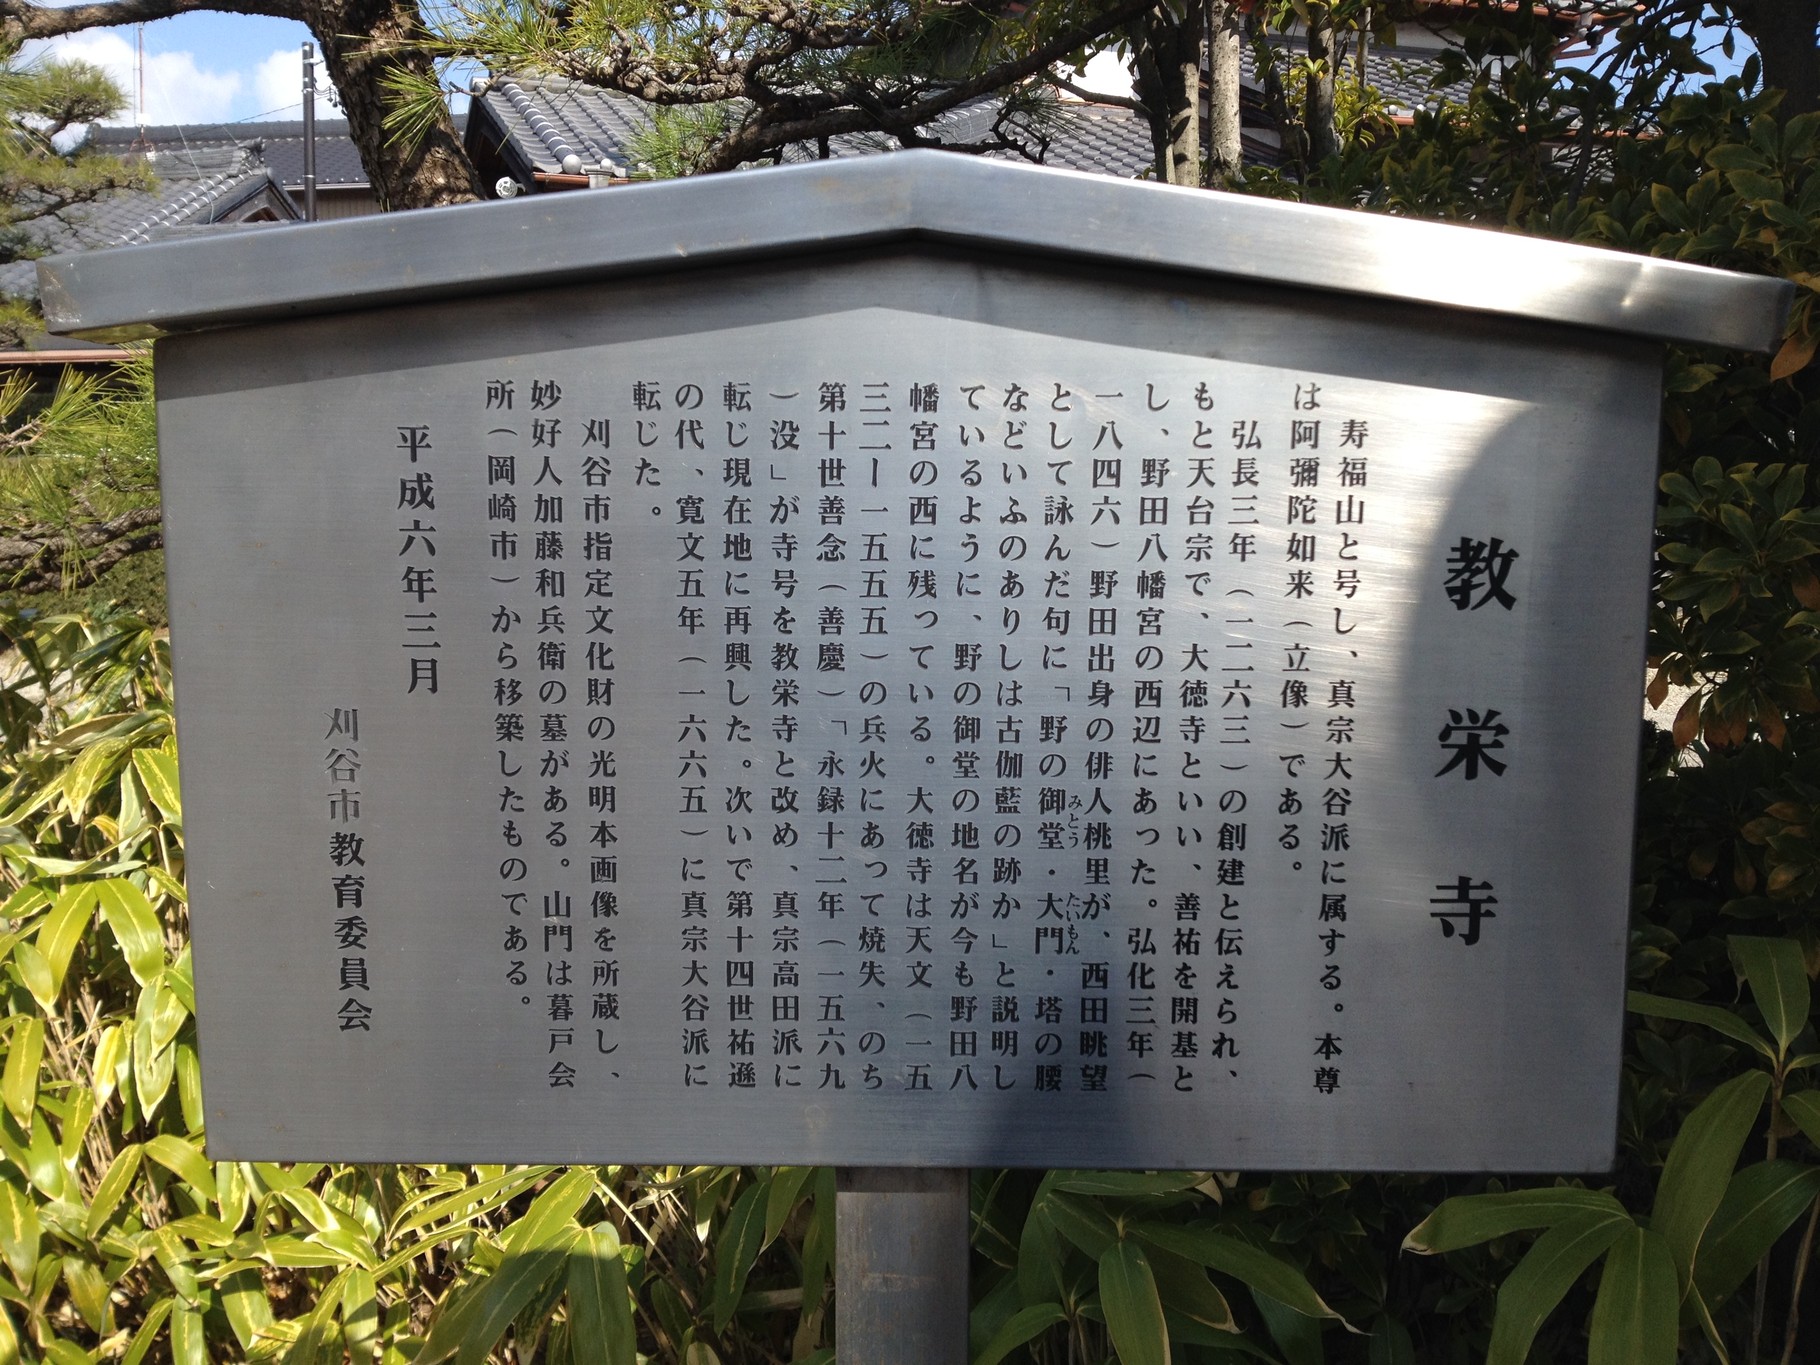 教栄寺
寿福山と号し、真宗大谷派に属する。本尊
は阿彌陀如来(立像)である。
弘長三年(一二六三)の創建と伝えられ、
もと天台宗で、大徳寺といい、善祐を開基と
し、野田八幡宮の西辺にあった。弘化三年(
一八四六)野田出身の俳人桃里が、西田眺望
として詠んだ句に「野の御堂・大門・塔の腰
みとう
たいもん
などいふのありしは古伽藍の跡か」と説明し
ているように、野の御堂の地名が今も野田八
幡宮の西に残っている。大徳寺は天文(一五
三二ー一五五五)の兵火にあって焼失、のち
第十世善念(善慶)「永録十二年(一五六九
)没」が寺号を教栄寺と改め、真宗高田派に
転じ現在地に再興した。次いで第十四世祐遜
の代、寛文五年(一六六五)に真宗大谷派に
転じた。
刈谷市指定文化財の光明本画像を所蔵し、
妙好人加藤和兵衛の墓がある。山門は暮戸会
所(岡崎市)から移築したものである。
平成六年三月
刈谷市教育委員会